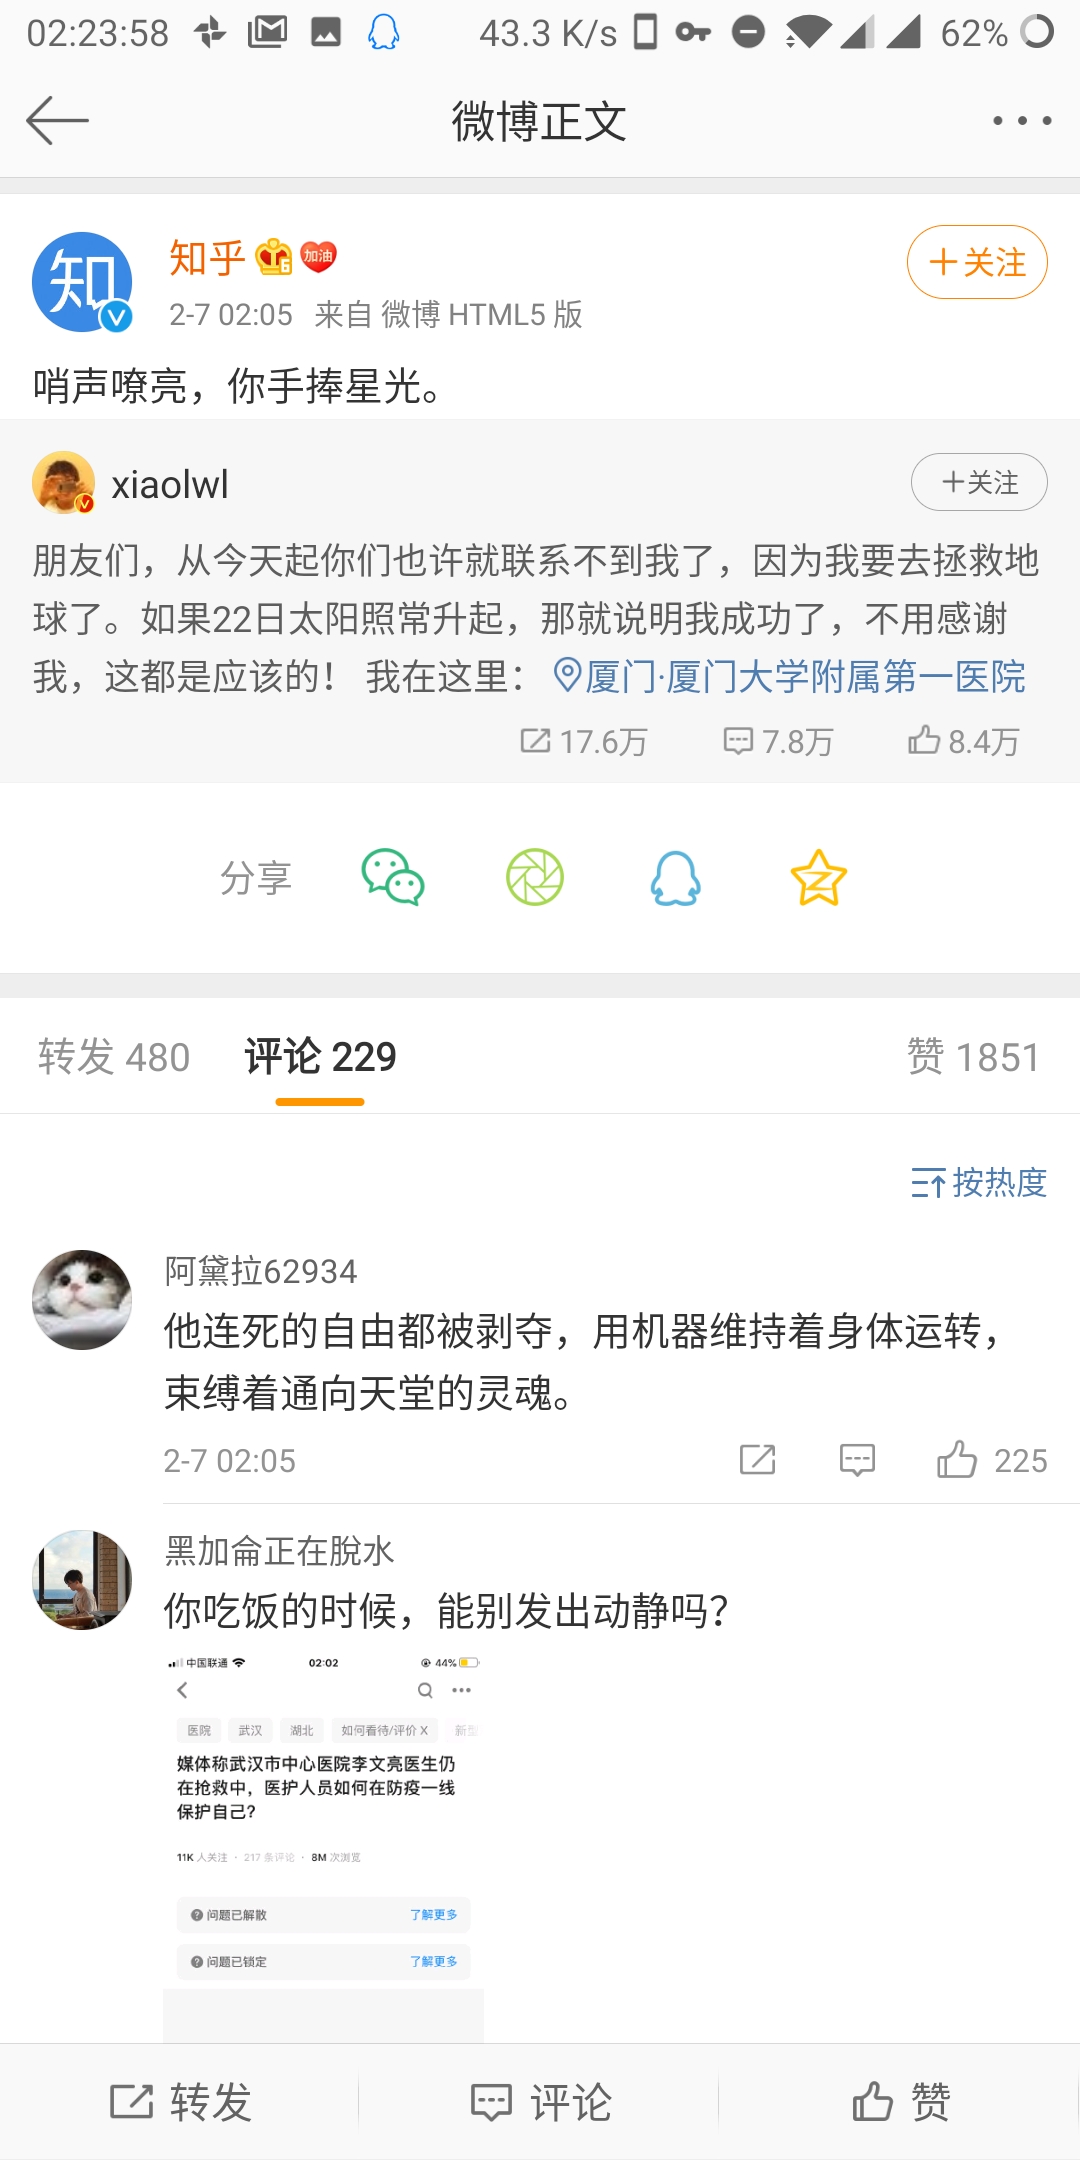 02:23:58
43.3 K/s
62%
微博正文
知乎
6
加油
+关注
知
2-7 02:05 来自 微博 HTML5 版
哨声嘹亮，你手捧星光。
xiaolwl
+关注
朋友们，从今天起你们也许就联系不到我了，因为我要去拯救地
球了。如果22日太阳照常升起，那就说明我成功了，不用感谢
我，这都是应该的！ 我在这里： 厦门·厦门大学附属第一医院
17.6万
7.8万
8.4万
分享
转发 480
评论 229
赞 1851
按热度
阿黛拉62934
他连死的自由都被剥夺，用机器维持着身体运转，
束缚着通向天堂的灵魂。
2-7 02:05
225
黑加侖正在脫水
你吃饭的时候，能别发出动静吗？
中国联通
02:02
44%
医院
武汉
湖北
如何看待/评价 X
新型
媒体称武汉市中心医院李文亮医生仍
在抢救中，医护人员如何在防疫一线
保护自己？
11K 人关注 · 217 条评论 · 8M 次浏览
问题已解散
了解更多
问题已锁定
了解更多
转发
评论
赞